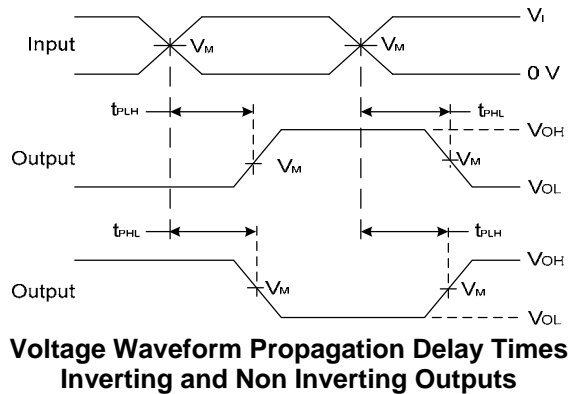 Input
VM
VM
VI
0 V
tPLH
tPHL
Output
VM
VM
VOH
VOL
tPHL
tPLH
Output
VM
VM
VOH
VOL
Voltage Waveform Propagation Delay Times
Inverting and Non Inverting Outputs